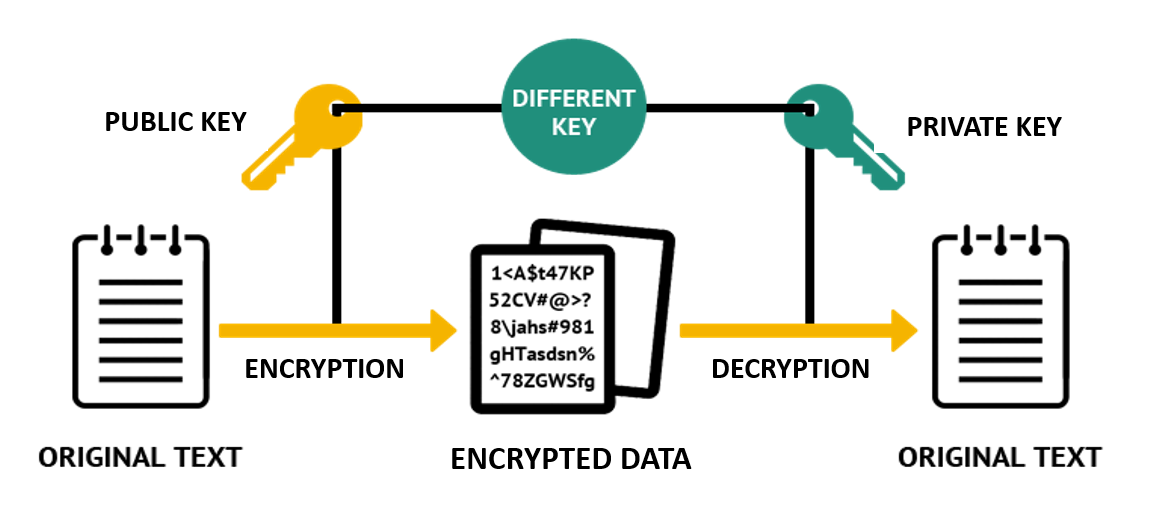 DIFFERENT
KEY
PUBLIC KEY
PRIVATE KEY
1<A$t47KP
52CV#@>?
8\jahs#981
gHTasdsn%
^78ZGWSfg
ENCRYPTION
DECRYPTION
ORIGINAL TEXT
ENCRYPTED DATA
ORIGINAL TEXT